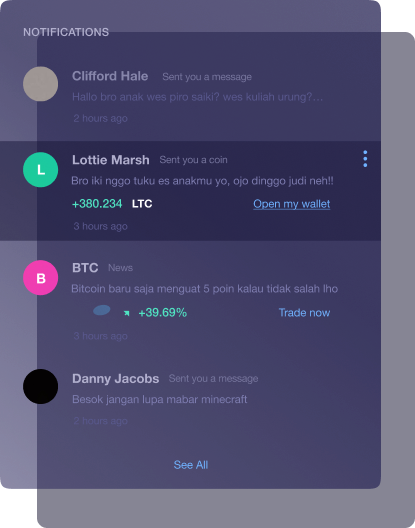 NOTIFICATIONS
Clifford Hale Sent you a message
Hallo bro anak wes piro saiki? wes kuliah urung?...
2 hours ago
L Lottie Marsh Sent you a coin
Bro iki nggo tuku es anakmu yo, ojo dinggo judi neh!!
+380.234 LTC Open my wallet
3 hours ago
B BTC News
Bitcoin baru saja menguat 5 poin kalau tidak salah lho
+39.69% Trade now
3 hours ago
Danny Jacobs Sent you a message
Besok jangan lupa mabar minecraft
2 hours ago
See All